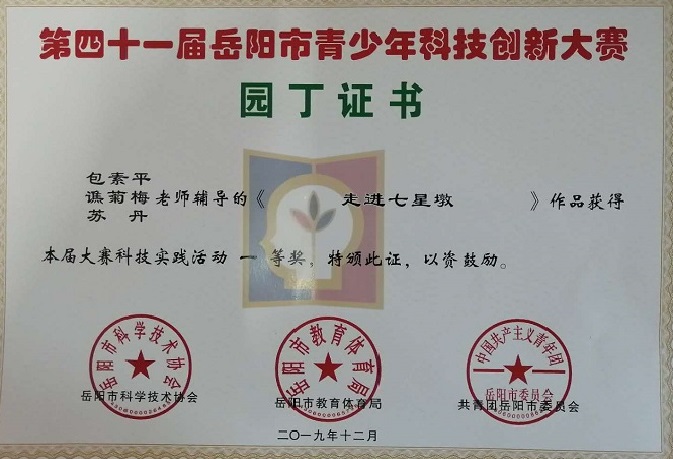 第四十一届岳阳市青少年科技创新大赛
园丁证书
包素平
谯菊梅老师辅导的《走进七星墩》作品获得
苏丹
本届大赛科技实践活动一等奖,特颁此证,以资鼓励。
岳阳市科学技术协会
岳阳市教育体育局
中国共产主义青年团
岳阳市委员会
岳阳市科学技术协会
岳阳市教育体育局
共青团岳阳市委员会
二〇一九年十二月